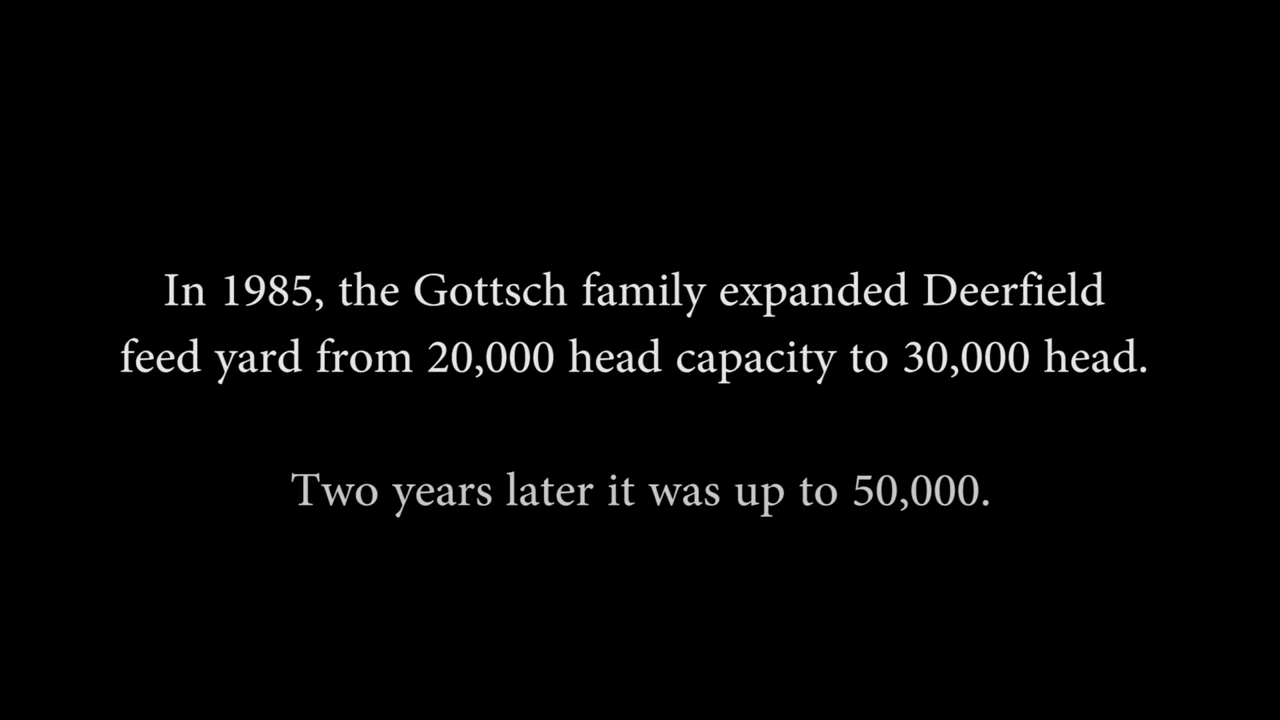 In 1985, the Gottsch family expanded Deerfield
feed yard from 20,000 head capacity to 30,000 head.
Two years later it was up to 50,000.